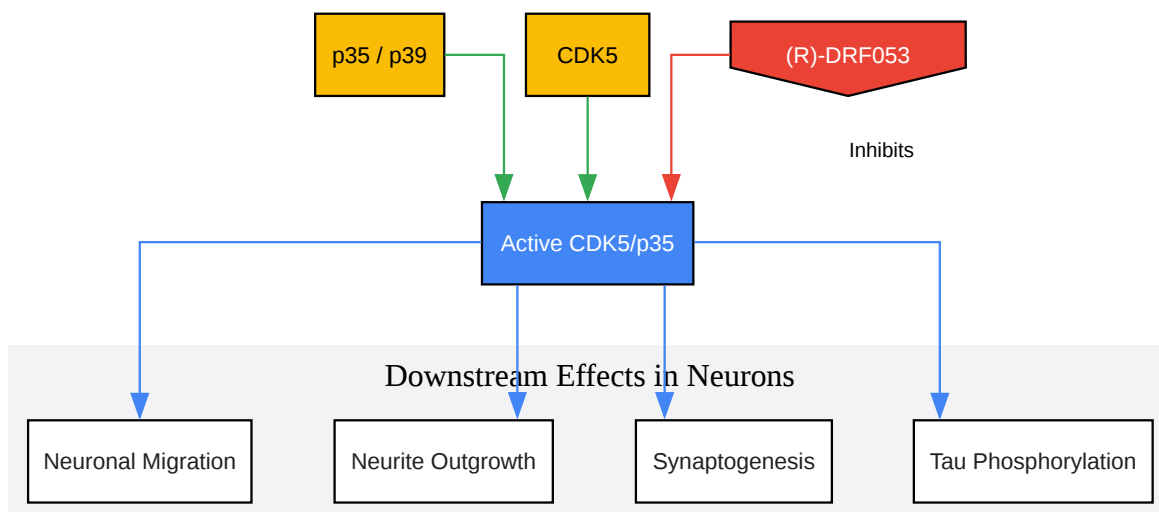 p35 / p39
CDK5
(R)-DRF053
Inhibits
Active CDK5/p35
Downstream Effects in Neurons
Neuronal Migration
Neurite Outgrowth
Synaptogenesis
Tau Phosphorylation